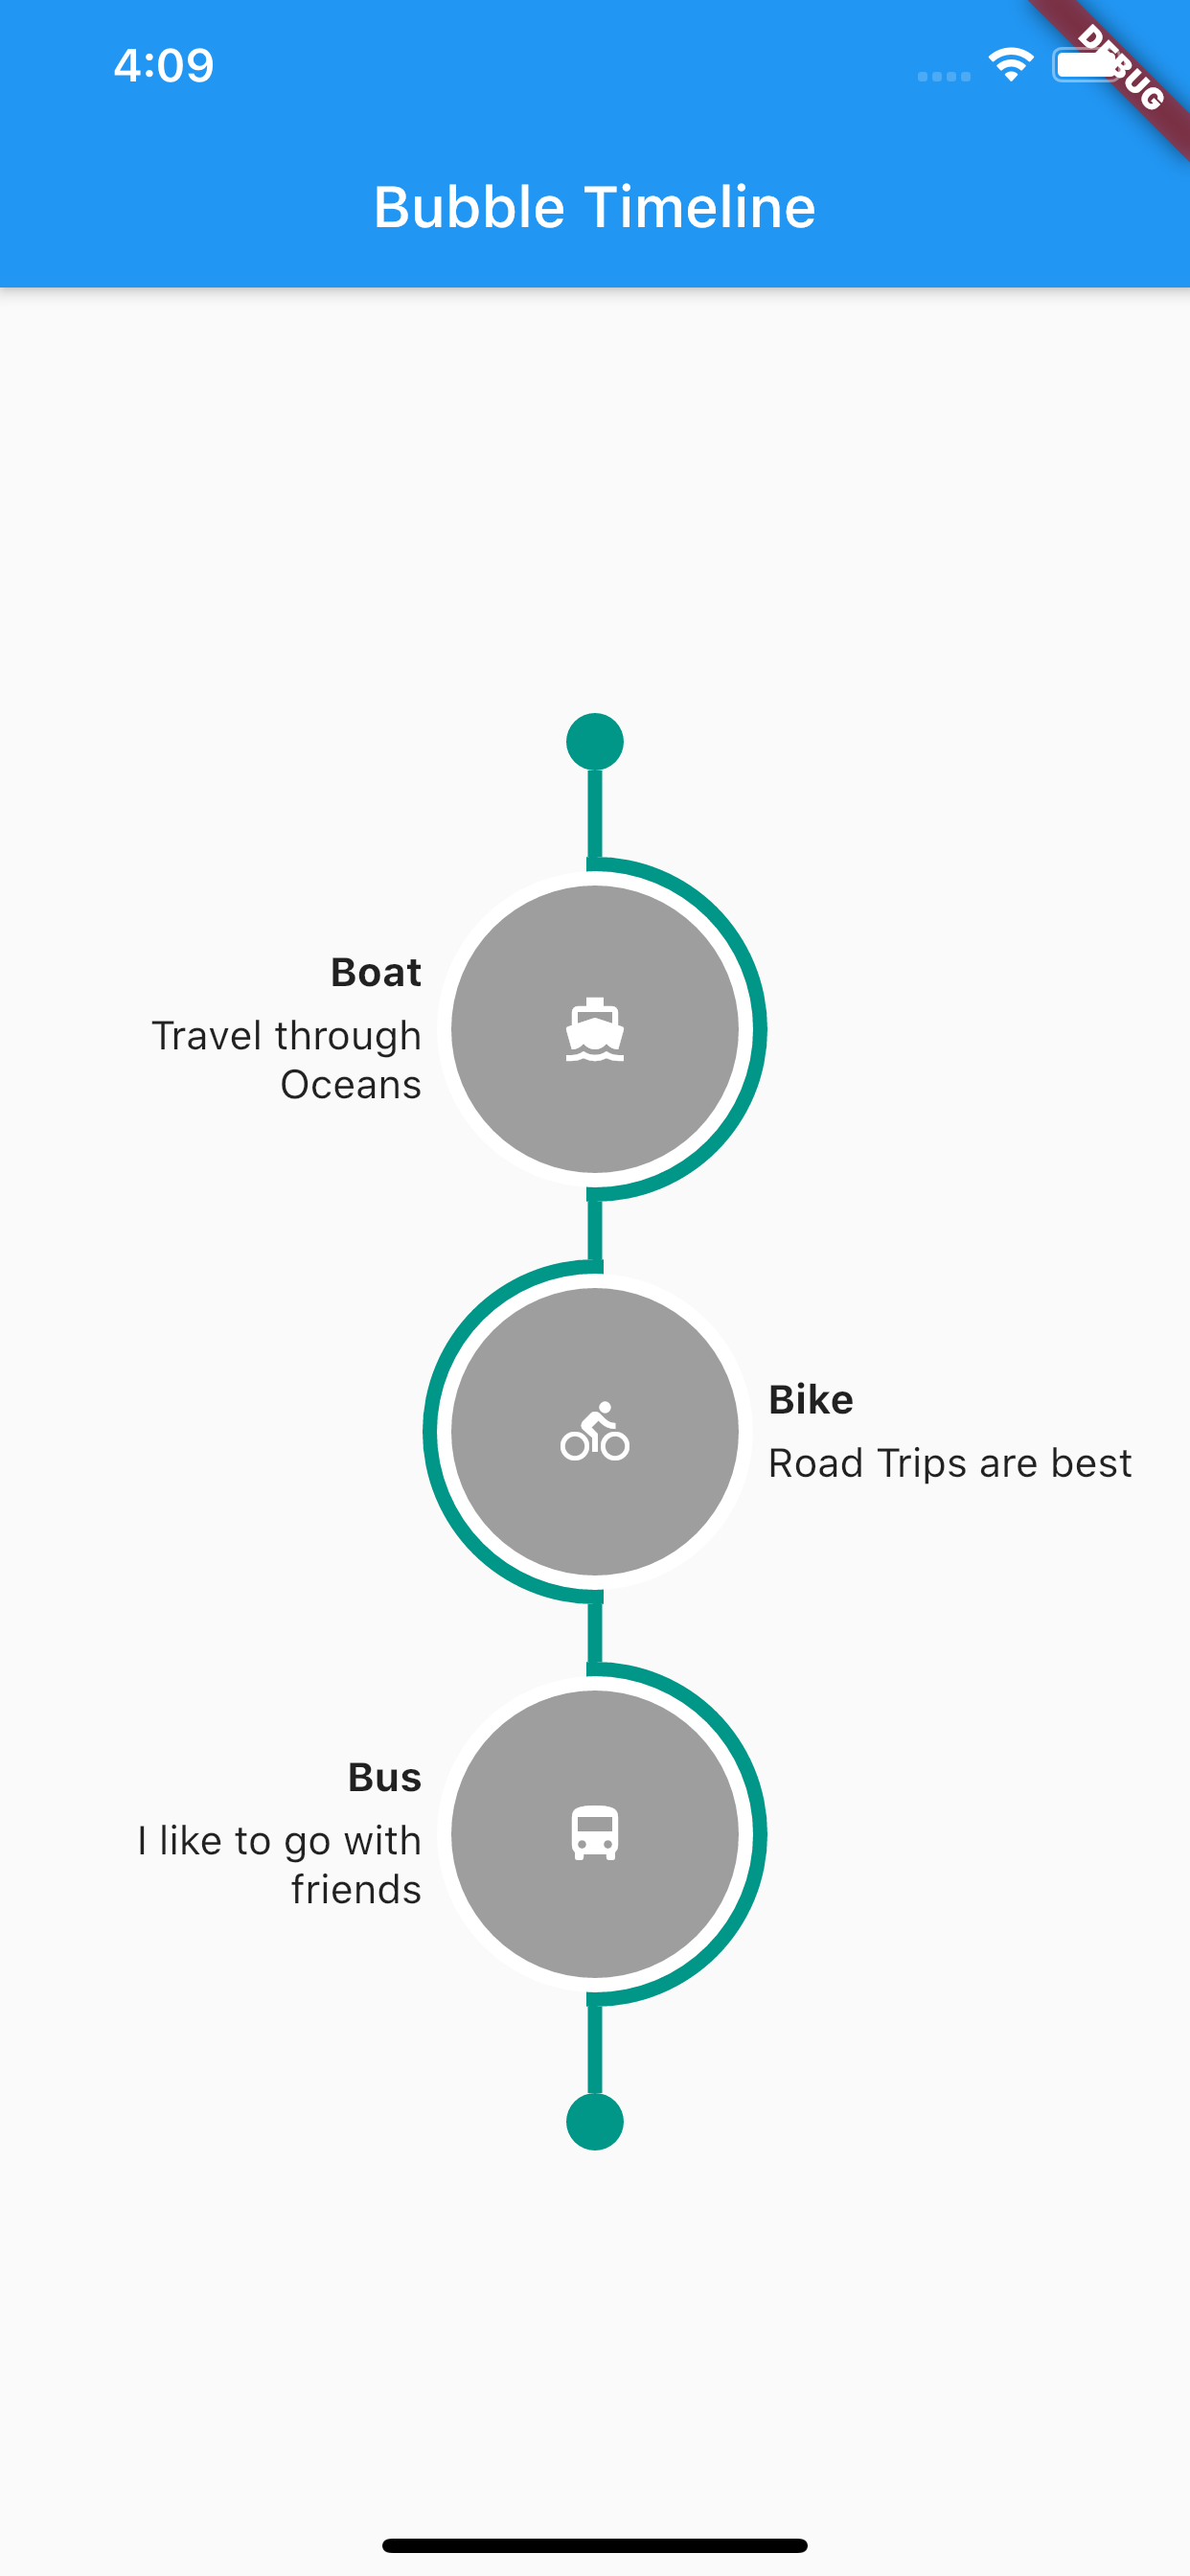 4:09
DEBUG
Bubble Timeline
Boat
Travel through
Oceans
Bike
Road Trips are best
Bus
I like to go with
friends